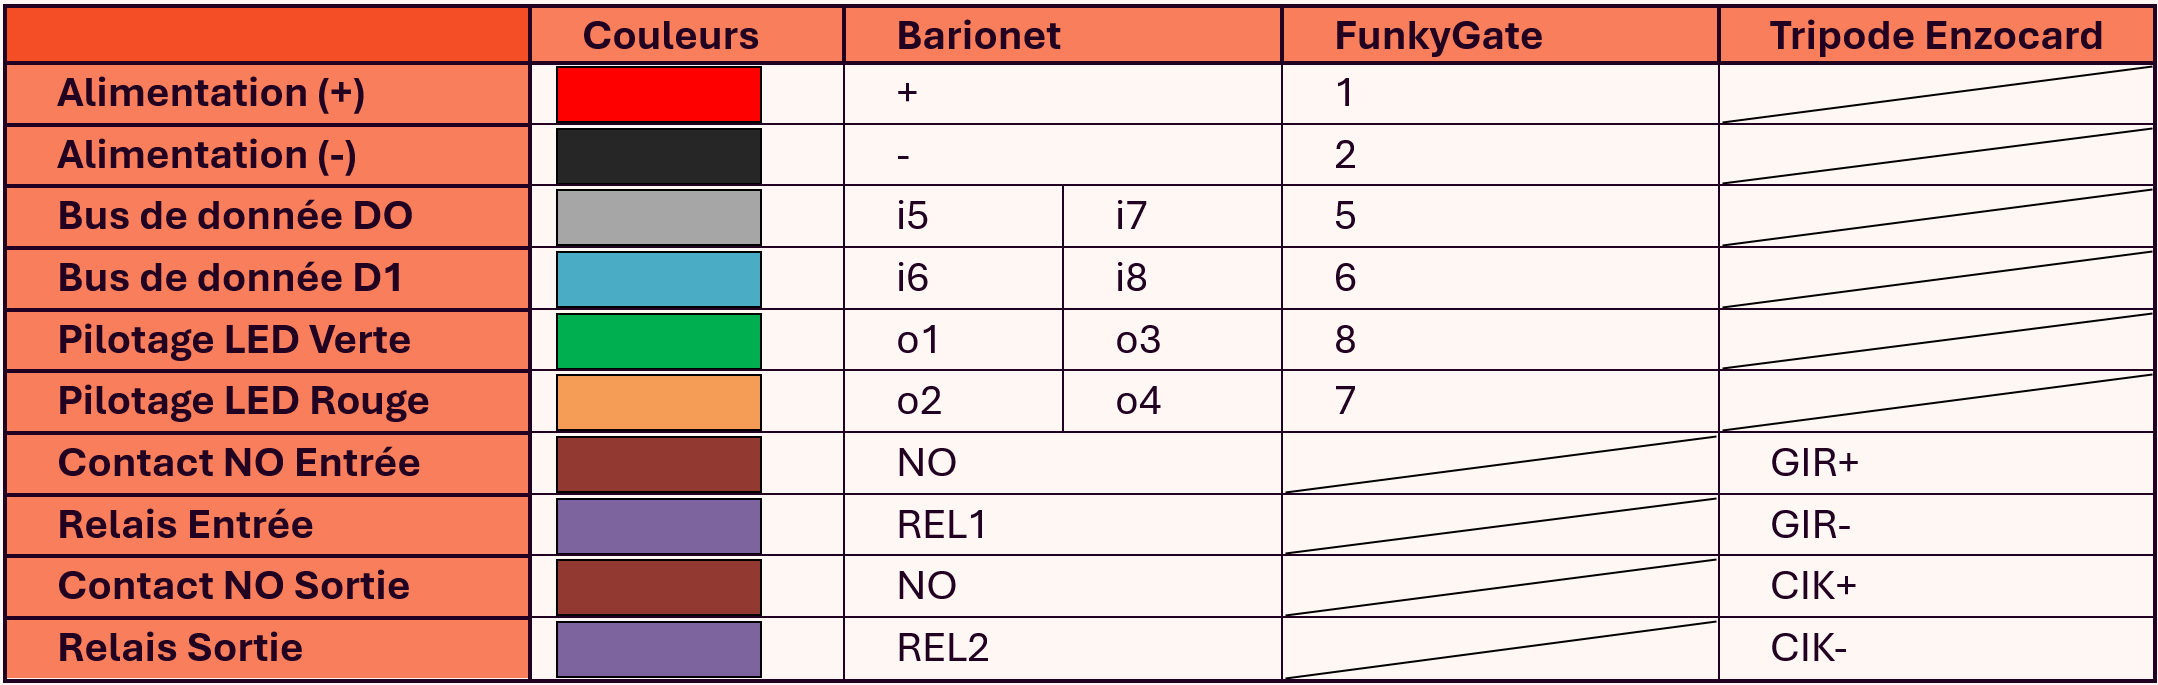 Couleurs Barionet FunkyGate Tripode Enzocard
Alimentation (+) + 1
Alimentation (-) - 2
Bus de donnée DO i5 i7 5
Bus de donnée D1 i6 i8 6
Pilotage LED Verte o1 o3 8
Pilotage LED Rouge o2 o4 7
Contact NO Entrée NO GIR+
Relais Entrée REL1 GIR-
Contact NO Sortie NO CIK+
Relais Sortie REL2 CIK-